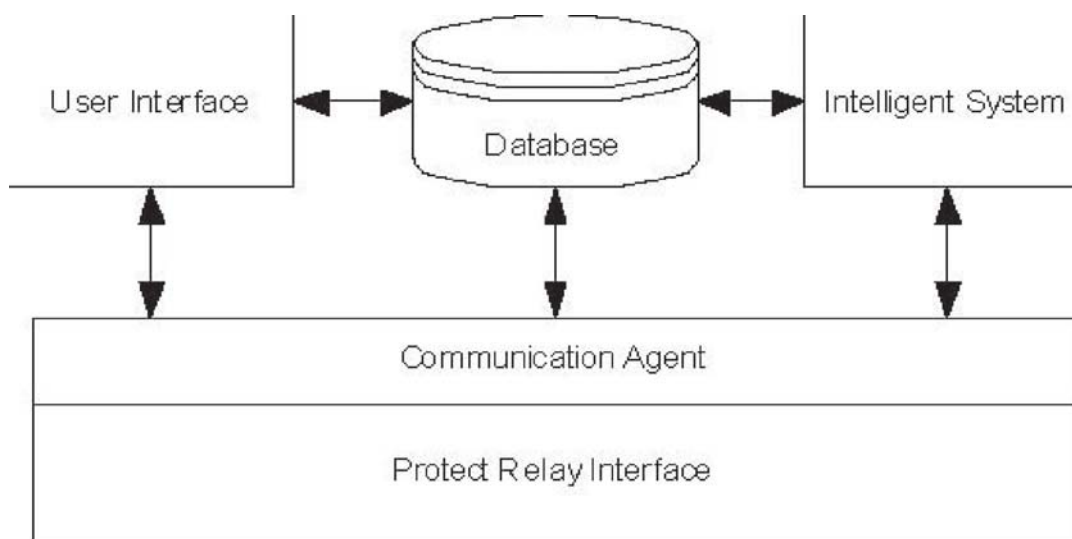 User Interface
Database
Intelligent System
Communication Agent
Protect Relay Interface